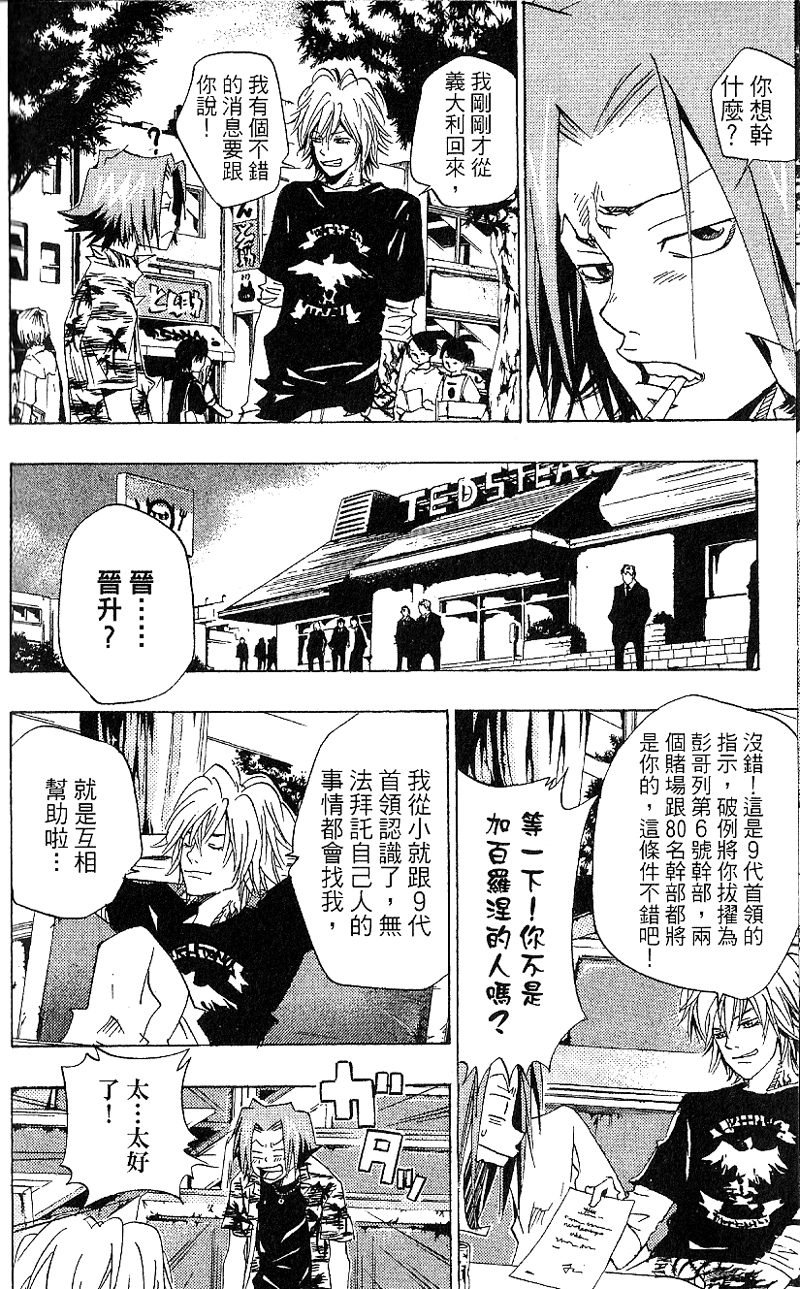 你想幹
什麼?
我剛剛才從
義大利回來,
我有個不錯
的消息要跟
你說!
?
ん
TEDSTEA
晉……
晉升?
沒錯!這是9代首領的
指示,破例將你拔擢為
彭哥列第6號幹部,兩
個賭場跟80名幹部都將
是你的,這條件不錯吧!
等一下!你不是
加百羅涅的人嗎?
我從小就跟9代
首領認識了,無
法拜託自己人的
事情都會找我,
就是互相
幫助啦…
ガタ
太…太好
了!